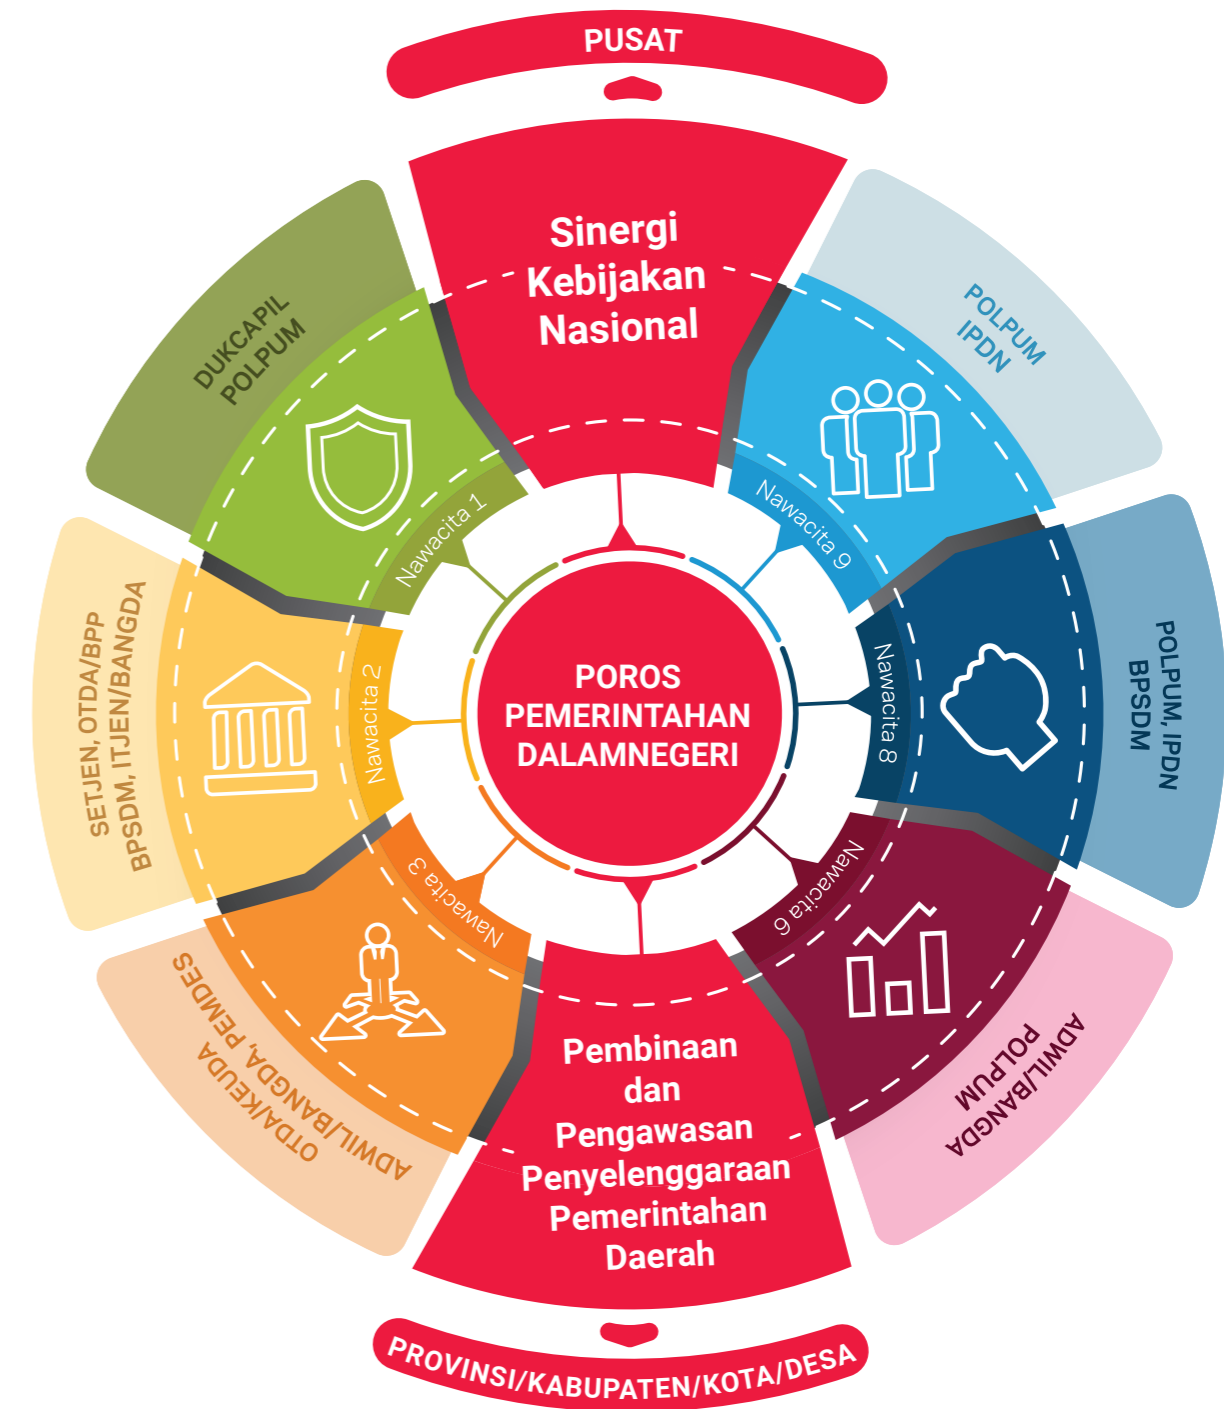 PUSAT
Sinergi
Kebijakan
Nasional
POLPUM
IPDN
Nawacita 9
POLPUM, IPDN
BPSDM
Nawacita 8
ADWIL/BANGDA
POLPUM
Nawacita 6
Pembinaan
dan
Pengawasan
Penyelenggaraan
Pemerintahan
Daerah
PROVINSI/KABUPATEN/KOTA/DESA
ADWIL/BANGDA, PEMDES
OTDA/KEUDA
Nawacita 3
SETJEN, OTDA/BPP
BPSDM, ITJEN/BANGDA
Nawacita 2
DUKCAPIL
POLPUM
Nawacita 1
POROS
PEMERINTAHAN
DALAMNEGERI